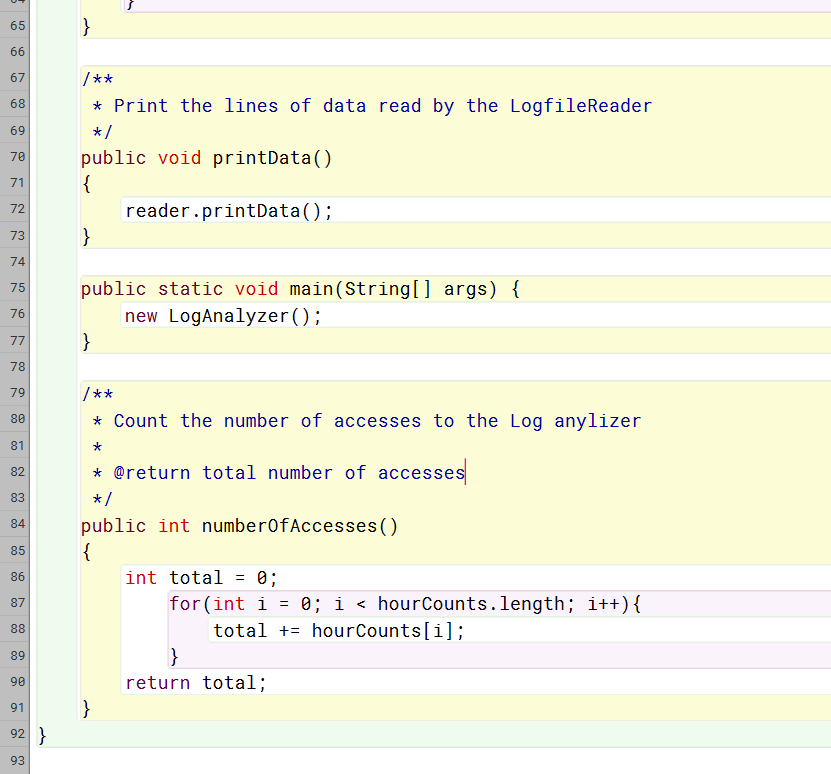 64 }
65 }
66
67 /**
68 * Print the lines of data read by the LogfileReader
69 */
70 public void printData()
71 {
72 reader.printData();
73 }
74
75 public static void main(String[] args) {
76 new LogAnalyzer();
77 }
78
79 /**
80 * Count the number of accesses to the Log anylizer
81 *
82 * @return total number of accesses
83 */
84 public int numberOfAccesses()
85 {
86 int total = 0;
87 for(int i = 0; i < hourCounts.length; i++){
88 total += hourCounts[i];
89 }
90 return total;
91 }
92 }
93